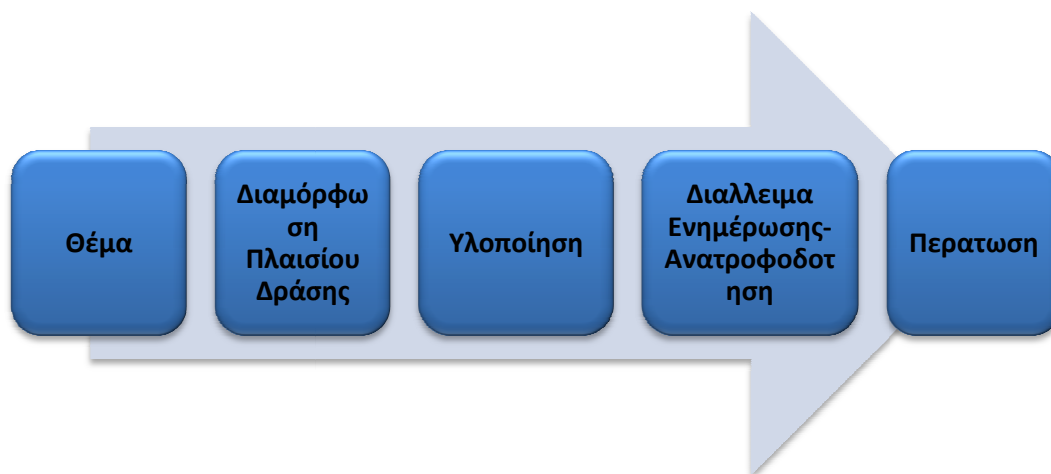 Θέμα
Διαμόρφω
ση
Πλαισίου
Δράσης
Υλοποίηση
Διαλλειμα
Ενημέρωσης-
Ανατροφοδοτ
ηση
Περατωση